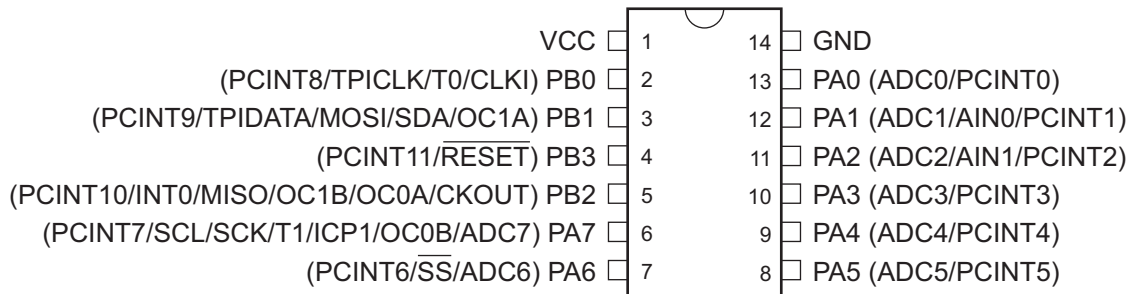 VCC 1 14 GND
(PCINT8/TPICLK/T0/CLKI) PB0 2 13 PA0 (ADC0/PCINT0)
(PCINT9/TPIDATA/MOSI/SDA/OC1A) PB1 3 12 PA1 (ADC1/AIN0/PCINT1)
(PCINT11/RESET) PB3 4 11 PA2 (ADC2/AIN1/PCINT2)
(PCINT10/INT0/MISO/OC1B/OC0A/CKOUT) PB2 5 10 PA3 (ADC3/PCINT3)
(PCINT7/SCL/SCK/T1/ICP1/OC0B/ADC7) PA7 6 9 PA4 (ADC4/PCINT4)
(PCINT6/SS/ADC6) PA6 7 8 PA5 (ADC5/PCINT5)